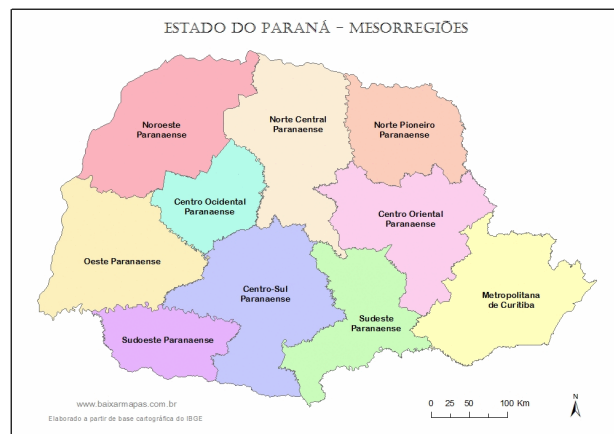 ESTADO DO PARANÁ - MESORREGIÕES
Noroeste
Paranaense
Norte Central
Paranaense
Norte Pioneiro
Paranaense
Centro Ocidental
Paranaense
Centro Oriental
Paranaense
Oeste Paranaense
Centro-Sul
Paranaense
Metropolitana
de Curitiba
Sudeste
Paranaense
Sudoeste Paranaense
www.baixarmapas.com.br
Elaborado a partir de base cartográfica do IBGE
0 25 50 100 Km
N